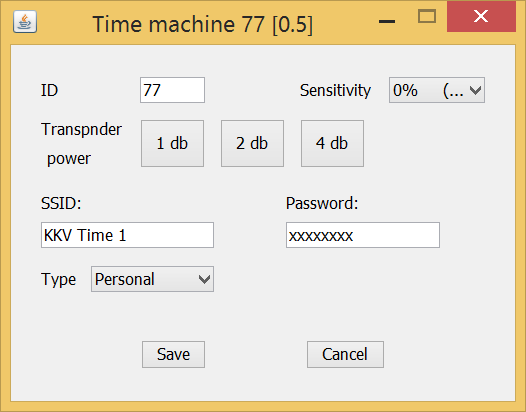 Time machine 77 [0.5]
ID 77 Sensitivity 0% (...
Transpnder
power 1 db 2 db 4 db
SSID: Password:
KKV Time 1 xxxxxxxx
Type Personal
Save Cancel